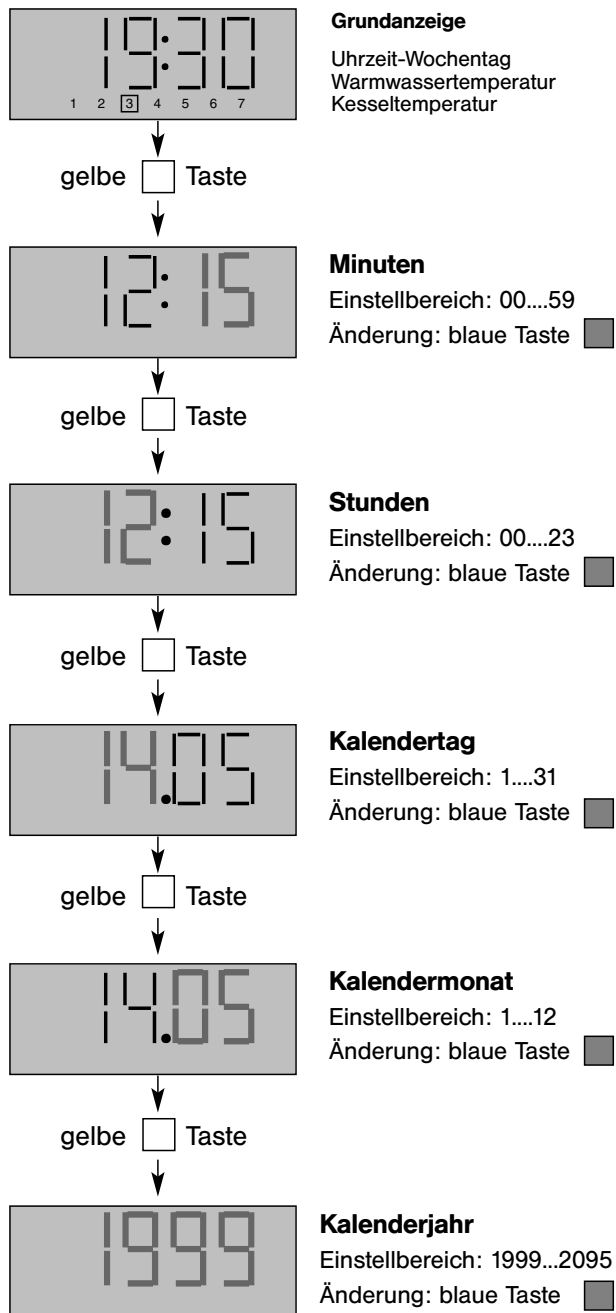 19:30
1 2 3 4 5 6 7
Grundanzeige
Uhrzeit-Wochentag
Warmwassertemperatur
Kesseltemperatur
gelbe Taste
12:15
Minuten
Einstellbereich: 00....59
Änderung: blaue Taste
gelbe Taste
12:15
Stunden
Einstellbereich: 00....23
Änderung: blaue Taste
gelbe Taste
14.05
Kalendertag
Einstellbereich: 1....31
Änderung: blaue Taste
gelbe Taste
14.05
Kalendermonat
Einstellbereich: 1....12
Änderung: blaue Taste
gelbe Taste
1999
Kalenderjahr
Einstellbereich: 1999...2095
Änderung: blaue Taste